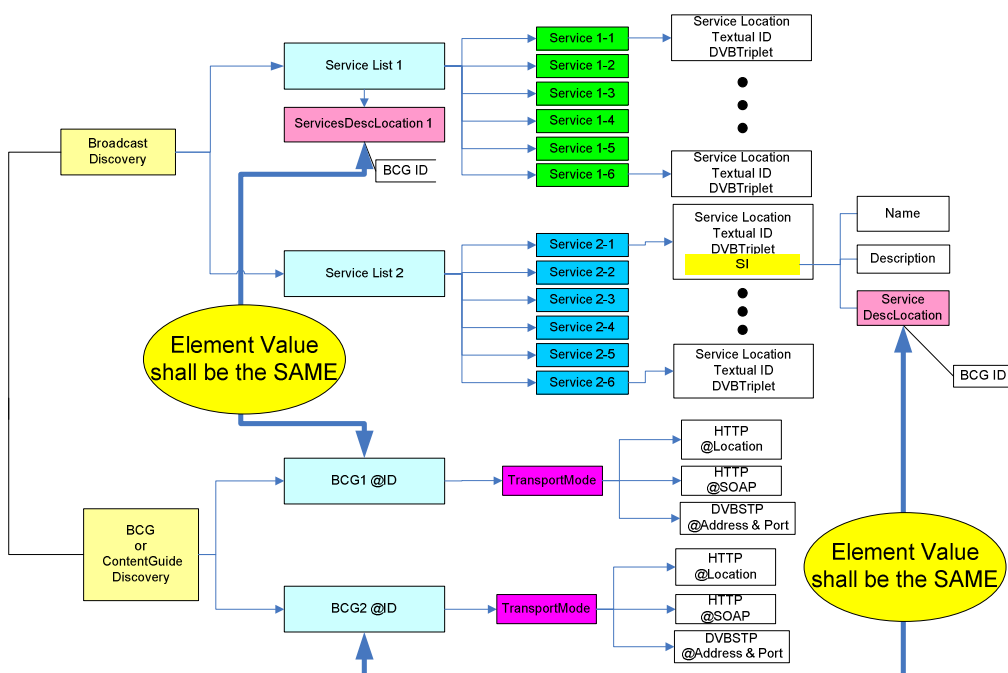 Broadcast
Discovery
Service List 1
ServicesDescLocation 1
BCG ID
Service 1-1
Service 1-2
Service 1-3
Service 1-4
Service 1-5
Service 1-6
Service Location
Textual ID
DVBTriplet
Service Location
Textual ID
DVBTriplet
Service List 2
Service 2-1
Service 2-2
Service 2-3
Service 2-4
Service 2-5
Service 2-6
Service Location
Textual ID
DVBTriplet
SI
Service Location
Textual ID
DVBTriplet
Name
Description
Service
DescLocation
BCG ID
Element Value
shall be the SAME
BCG
or
ContentGuide
Discovery
BCG1 @ID
TransportMode
HTTP
@Location
HTTP
@SOAP
DVBSTP
@Address & Port
BCG2 @ID
TransportMode
HTTP
@Location
HTTP
@SOAP
DVBSTP
@Address & Port
Element Value
shall be the SAME